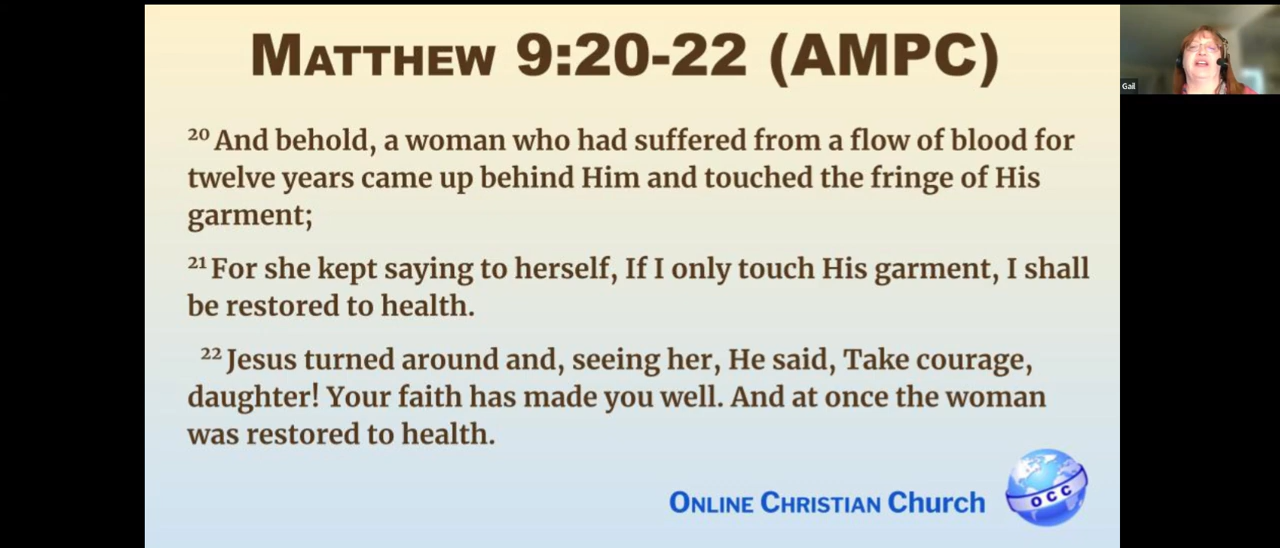 MATTHEW 9:20-22 (AMPC)
20 And behold, a woman who had suffered from a flow of blood for
twelve years came up behind Him and touched the fringe of His
garment;
21 For she kept saying to herself, If I only touch His garment, I shall
be restored to health.
22 Jesus turned around and, seeing her, He said, Take courage,
daughter! Your faith has made you well. And at once the woman
was restored to health.
ONLINE CHRISTIAN Church
OCC
Gail